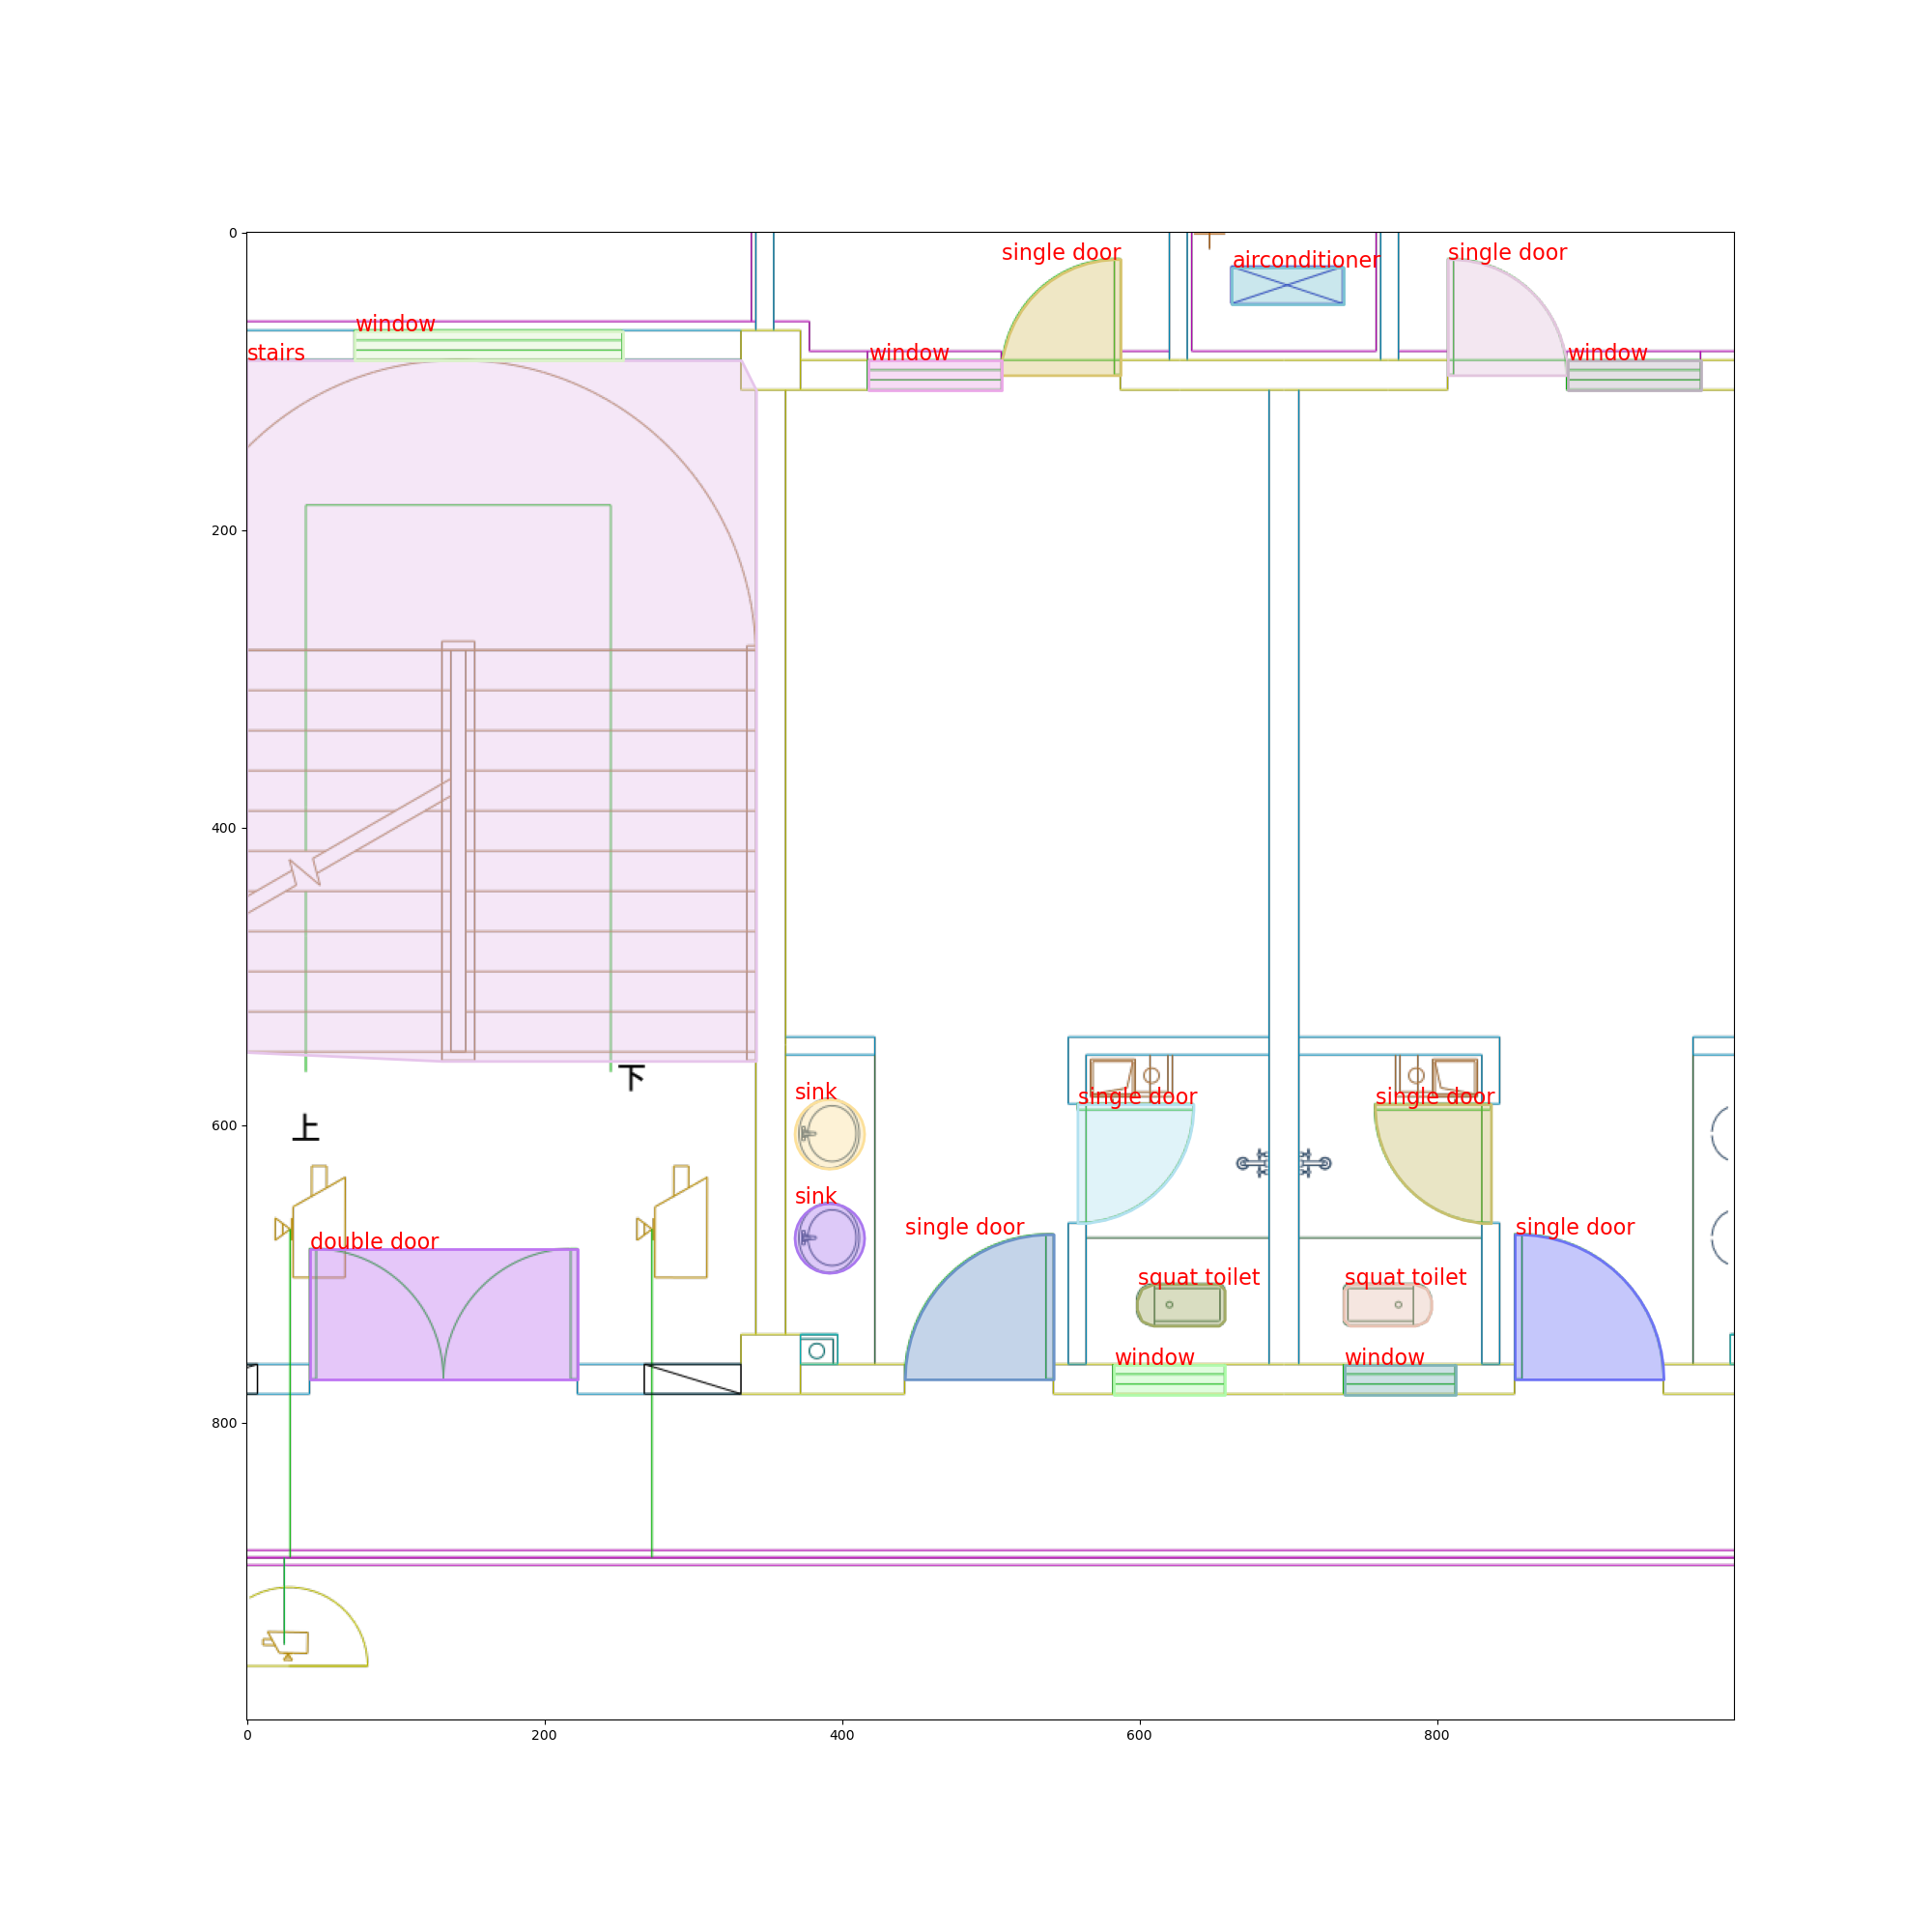 0
single door
airconditioner
single door
window
stairs
window
window
200
400
下
sink
single door
single door
600
上
sink
single door
single door
double door
squat toilet
squat toilet
window
window
800
0
200
400
600
800